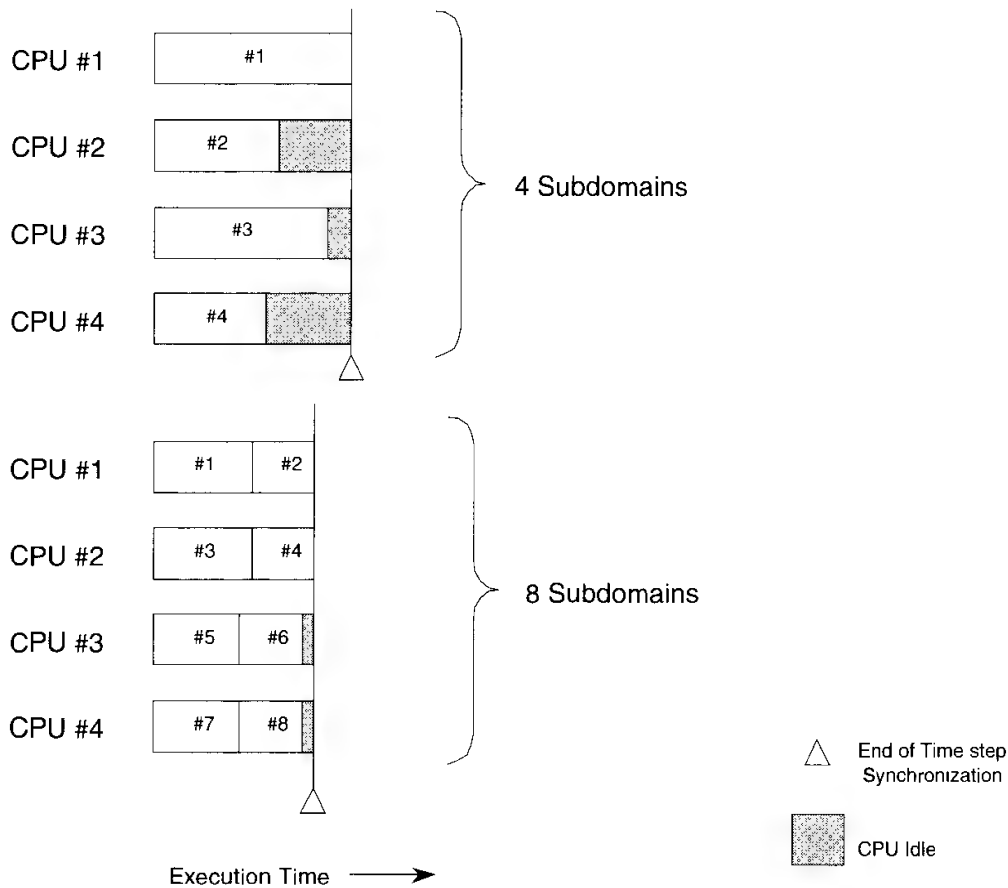 CPU #1
#1
CPU #2
#2
CPU #3
#3
CPU #4
#4
4 Subdomains
CPU #1
#1
#2
CPU #2
#3
#4
CPU #3
#5
#6
CPU #4
#7
#8
8 Subdomains
End of Time step
Synchronization
CPU Idle
Execution Time